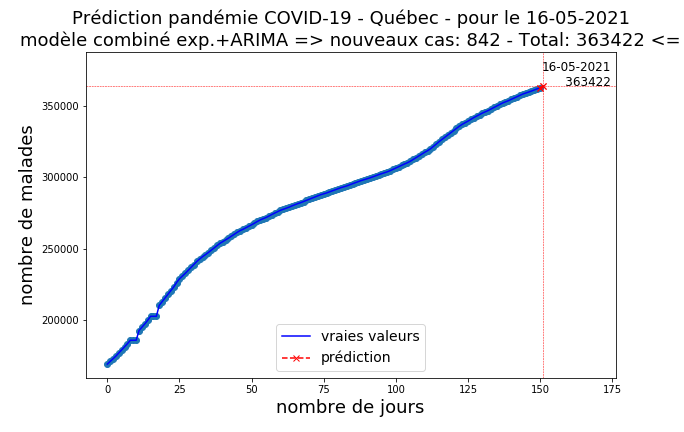 Prédiction pandémie COVID-19 - Québec - pour le 16-05-2021
modèle combiné exp.+ARIMA => nouveaux cas: 842 - Total: 363422 <=
16-05-2021
363422
350000
300000
250000
200000
nombre de malades
vraies valeurs
prédiction
0 25 50 75 100 125 150 175
nombre de jours